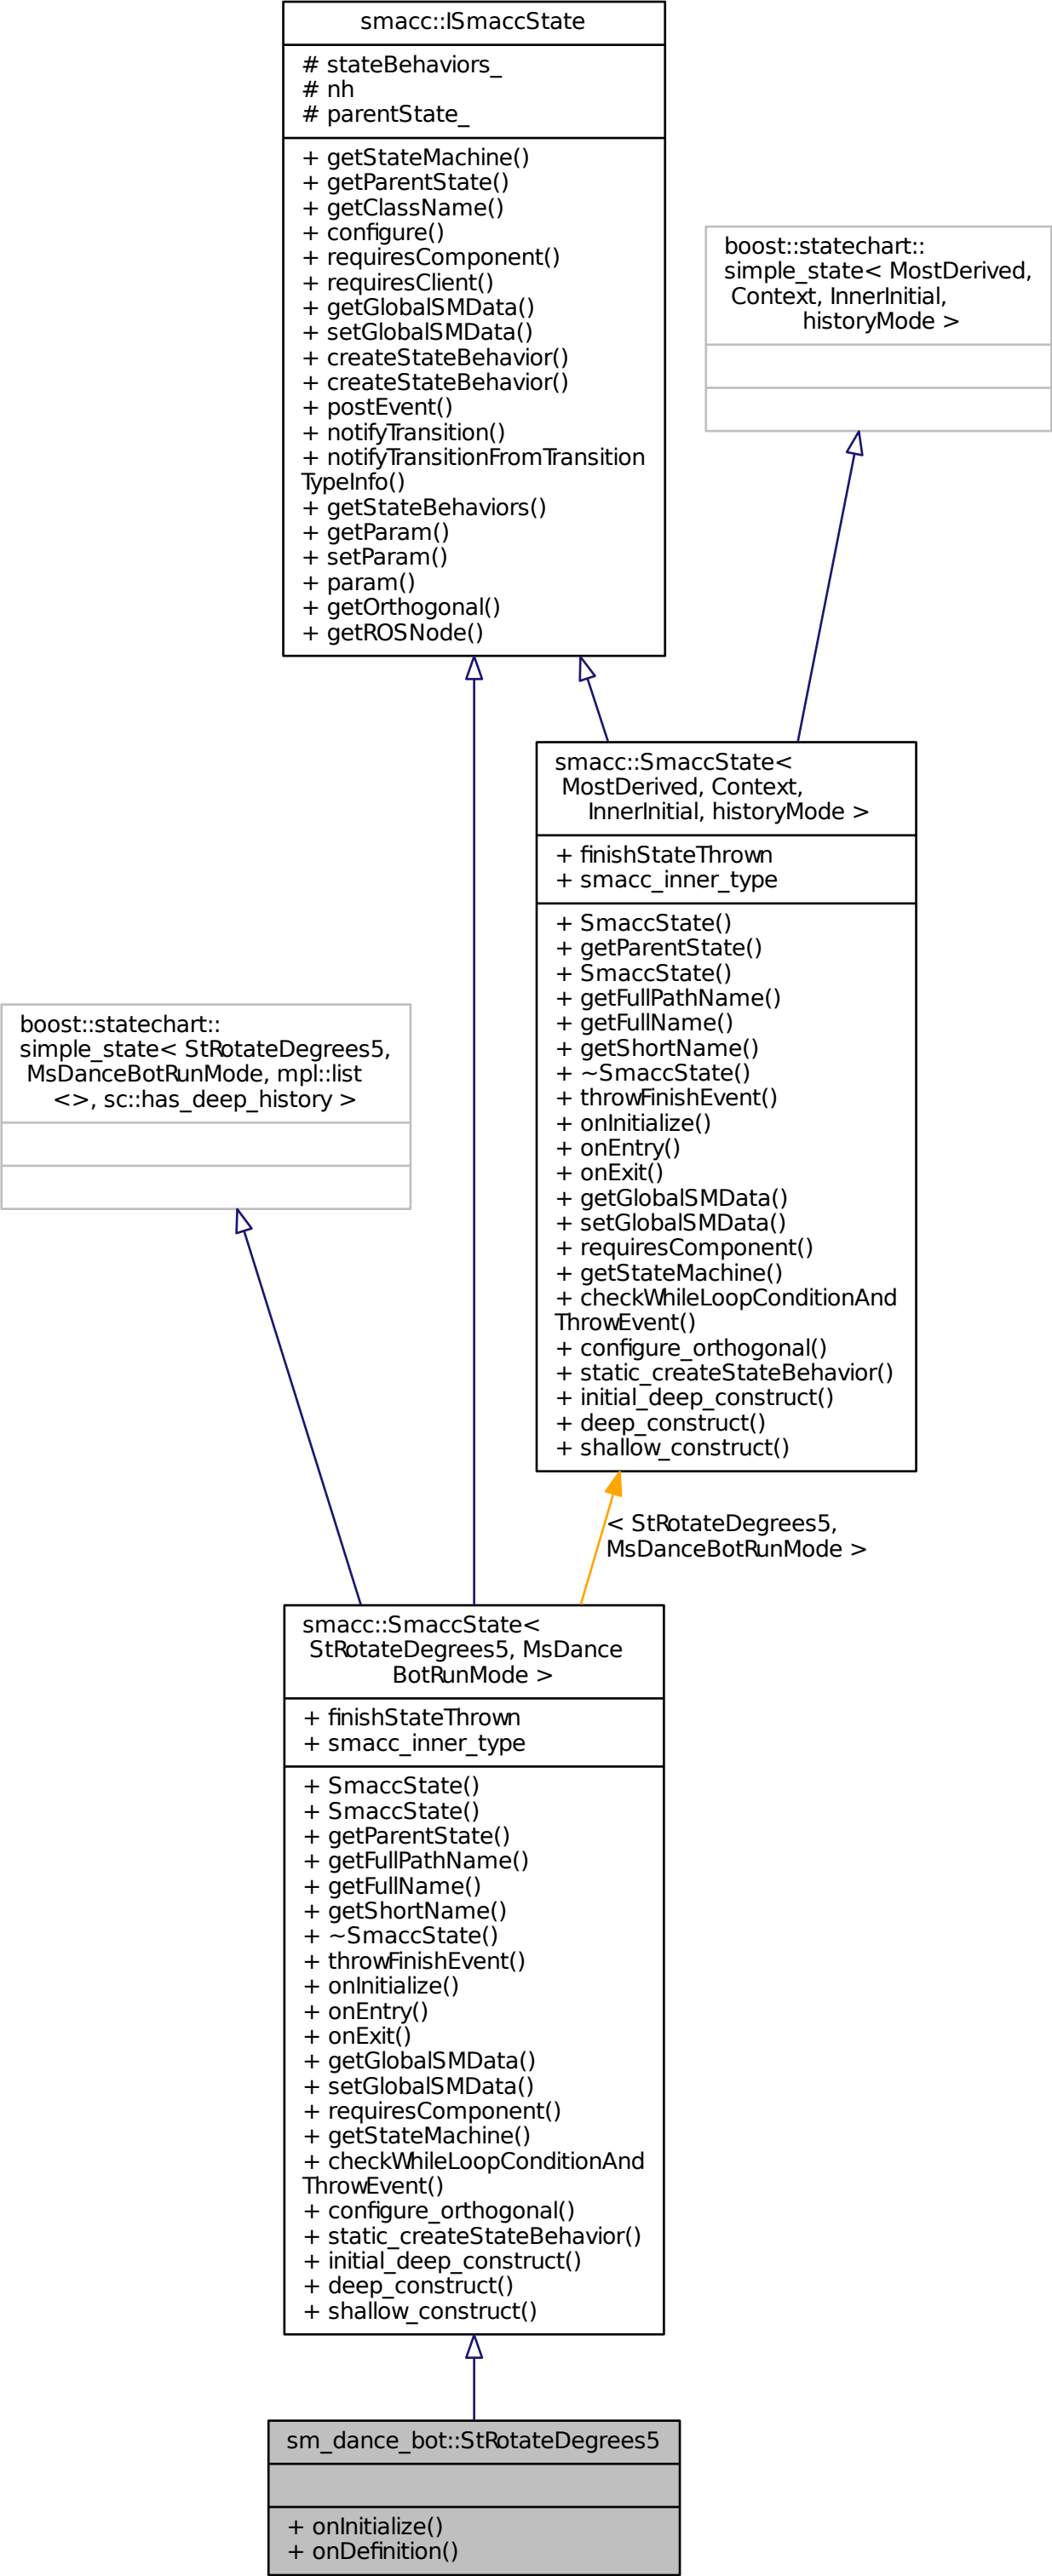 smacc::ISmaccState
# stateBehaviors_
# nh
# parentState_
+ getStateMachine()
+ getParentState()
+ getClassName()
+ configure()
+ requiresComponent()
+ requiresClient()
+ getGlobalSMData()
+ setGlobalSMData()
+ createStateBehavior()
+ createStateBehavior()
+ postEvent()
+ notifyTransition()
+ notifyTransitionFromTransition
TypeInfo()
+ getStateBehaviors()
+ getParam()
+ setParam()
+ param()
+ getOrthogonal()
+ getROSNode()
boost::statechart::
simple_state< MostDerived,
Context, InnerInitial,
historyMode >
smacc::SmaccState<
MostDerived, Context,
InnerInitial, historyMode >
+ finishStateThrown
+ smacc_inner_type
+ SmaccState()
+ getParentState()
+ SmaccState()
+ getFullPathName()
+ getFullName()
+ getShortName()
+ ~SmaccState()
+ throwFinishEvent()
+ onInitialize()
+ onEntry()
+ onExit()
+ getGlobalSMData()
+ setGlobalSMData()
+ requiresComponent()
+ getStateMachine()
+ checkWhileLoopConditionAnd
ThrowEvent()
+ configure_orthogonal()
+ static_createStateBehavior()
+ initial_deep_construct()
+ deep_construct()
+ shallow_construct()
boost::statechart::
simple_state< StRotateDegrees5,
MsDanceBotRunMode, mpl::list
<>, sc::has_deep_history >
< StRotateDegrees5,
MsDanceBotRunMode >
smacc::SmaccState<
StRotateDegrees5, MsDance
BotRunMode >
+ finishStateThrown
+ smacc_inner_type
+ SmaccState()
+ SmaccState()
+ getParentState()
+ getFullPathName()
+ getFullName()
+ getShortName()
+ ~SmaccState()
+ throwFinishEvent()
+ onInitialize()
+ onEntry()
+ onExit()
+ getGlobalSMData()
+ setGlobalSMData()
+ requiresComponent()
+ getStateMachine()
+ checkWhileLoopConditionAnd
ThrowEvent()
+ configure_orthogonal()
+ static_createStateBehavior()
+ initial_deep_construct()
+ deep_construct()
+ shallow_construct()
sm_dance_bot::StRotateDegrees5
+ onInitialize()
+ onDefinition()